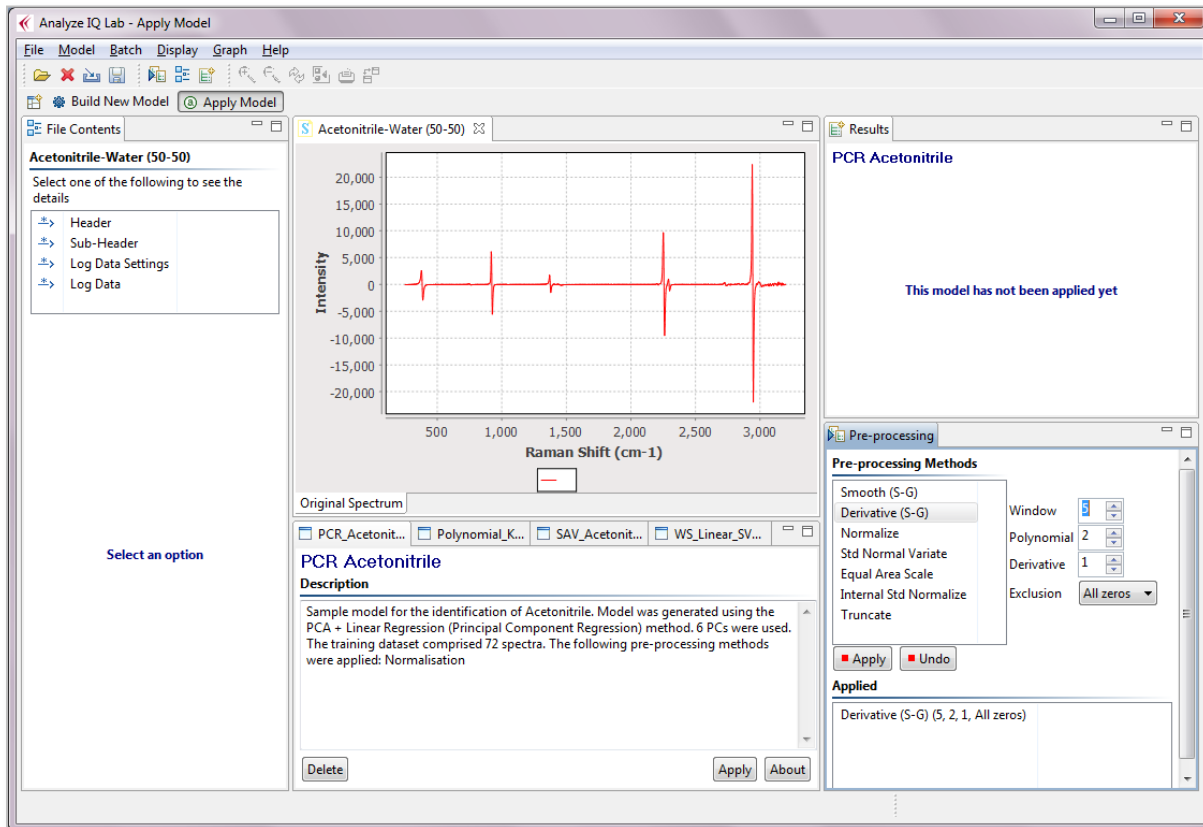 Analyze IQ Lab - Apply Model
File Model Batch Display Graph Help
Build New Model Apply Model
File Contents
Acetonitrile-Water (50-50)
Select one of the following to see the
details
Header
Sub-Header
Log Data Settings
Log Data
Select an option
Acetonitrile-Water (50-50)
Intensity
20,000
15,000
10,000
5,000
0
-5,000
-10,000
-15,000
-20,000
500 1,000 1,500 2,000 2,500 3,000
Raman Shift (cm-1)
Original Spectrum
PCR_Acetonit... Polynomial_K... SAV_Acetonit... WS_Linear_SV...
PCR Acetonitrile
Description
Sample model for the identification of Acetonitrile. Model was generated using the
PCA + Linear Regression (Principal Component Regression) method. 6 PCs were used.
The training dataset comprised 72 spectra. The following pre-processing methods
were applied: Normalisation
Delete Apply About
Results
PCR Acetonitrile
This model has not been applied yet
Pre-processing
Pre-processing Methods
Smooth (S-G)
Derivative (S-G)
Normalize
Std Normal Variate
Equal Area Scale
Internal Std Normalize
Truncate
Window 5
Polynomial 2
Derivative 1
Exclusion All zeros
Apply Undo
Applied
Derivative (S-G) (5, 2, 1, All zeros)